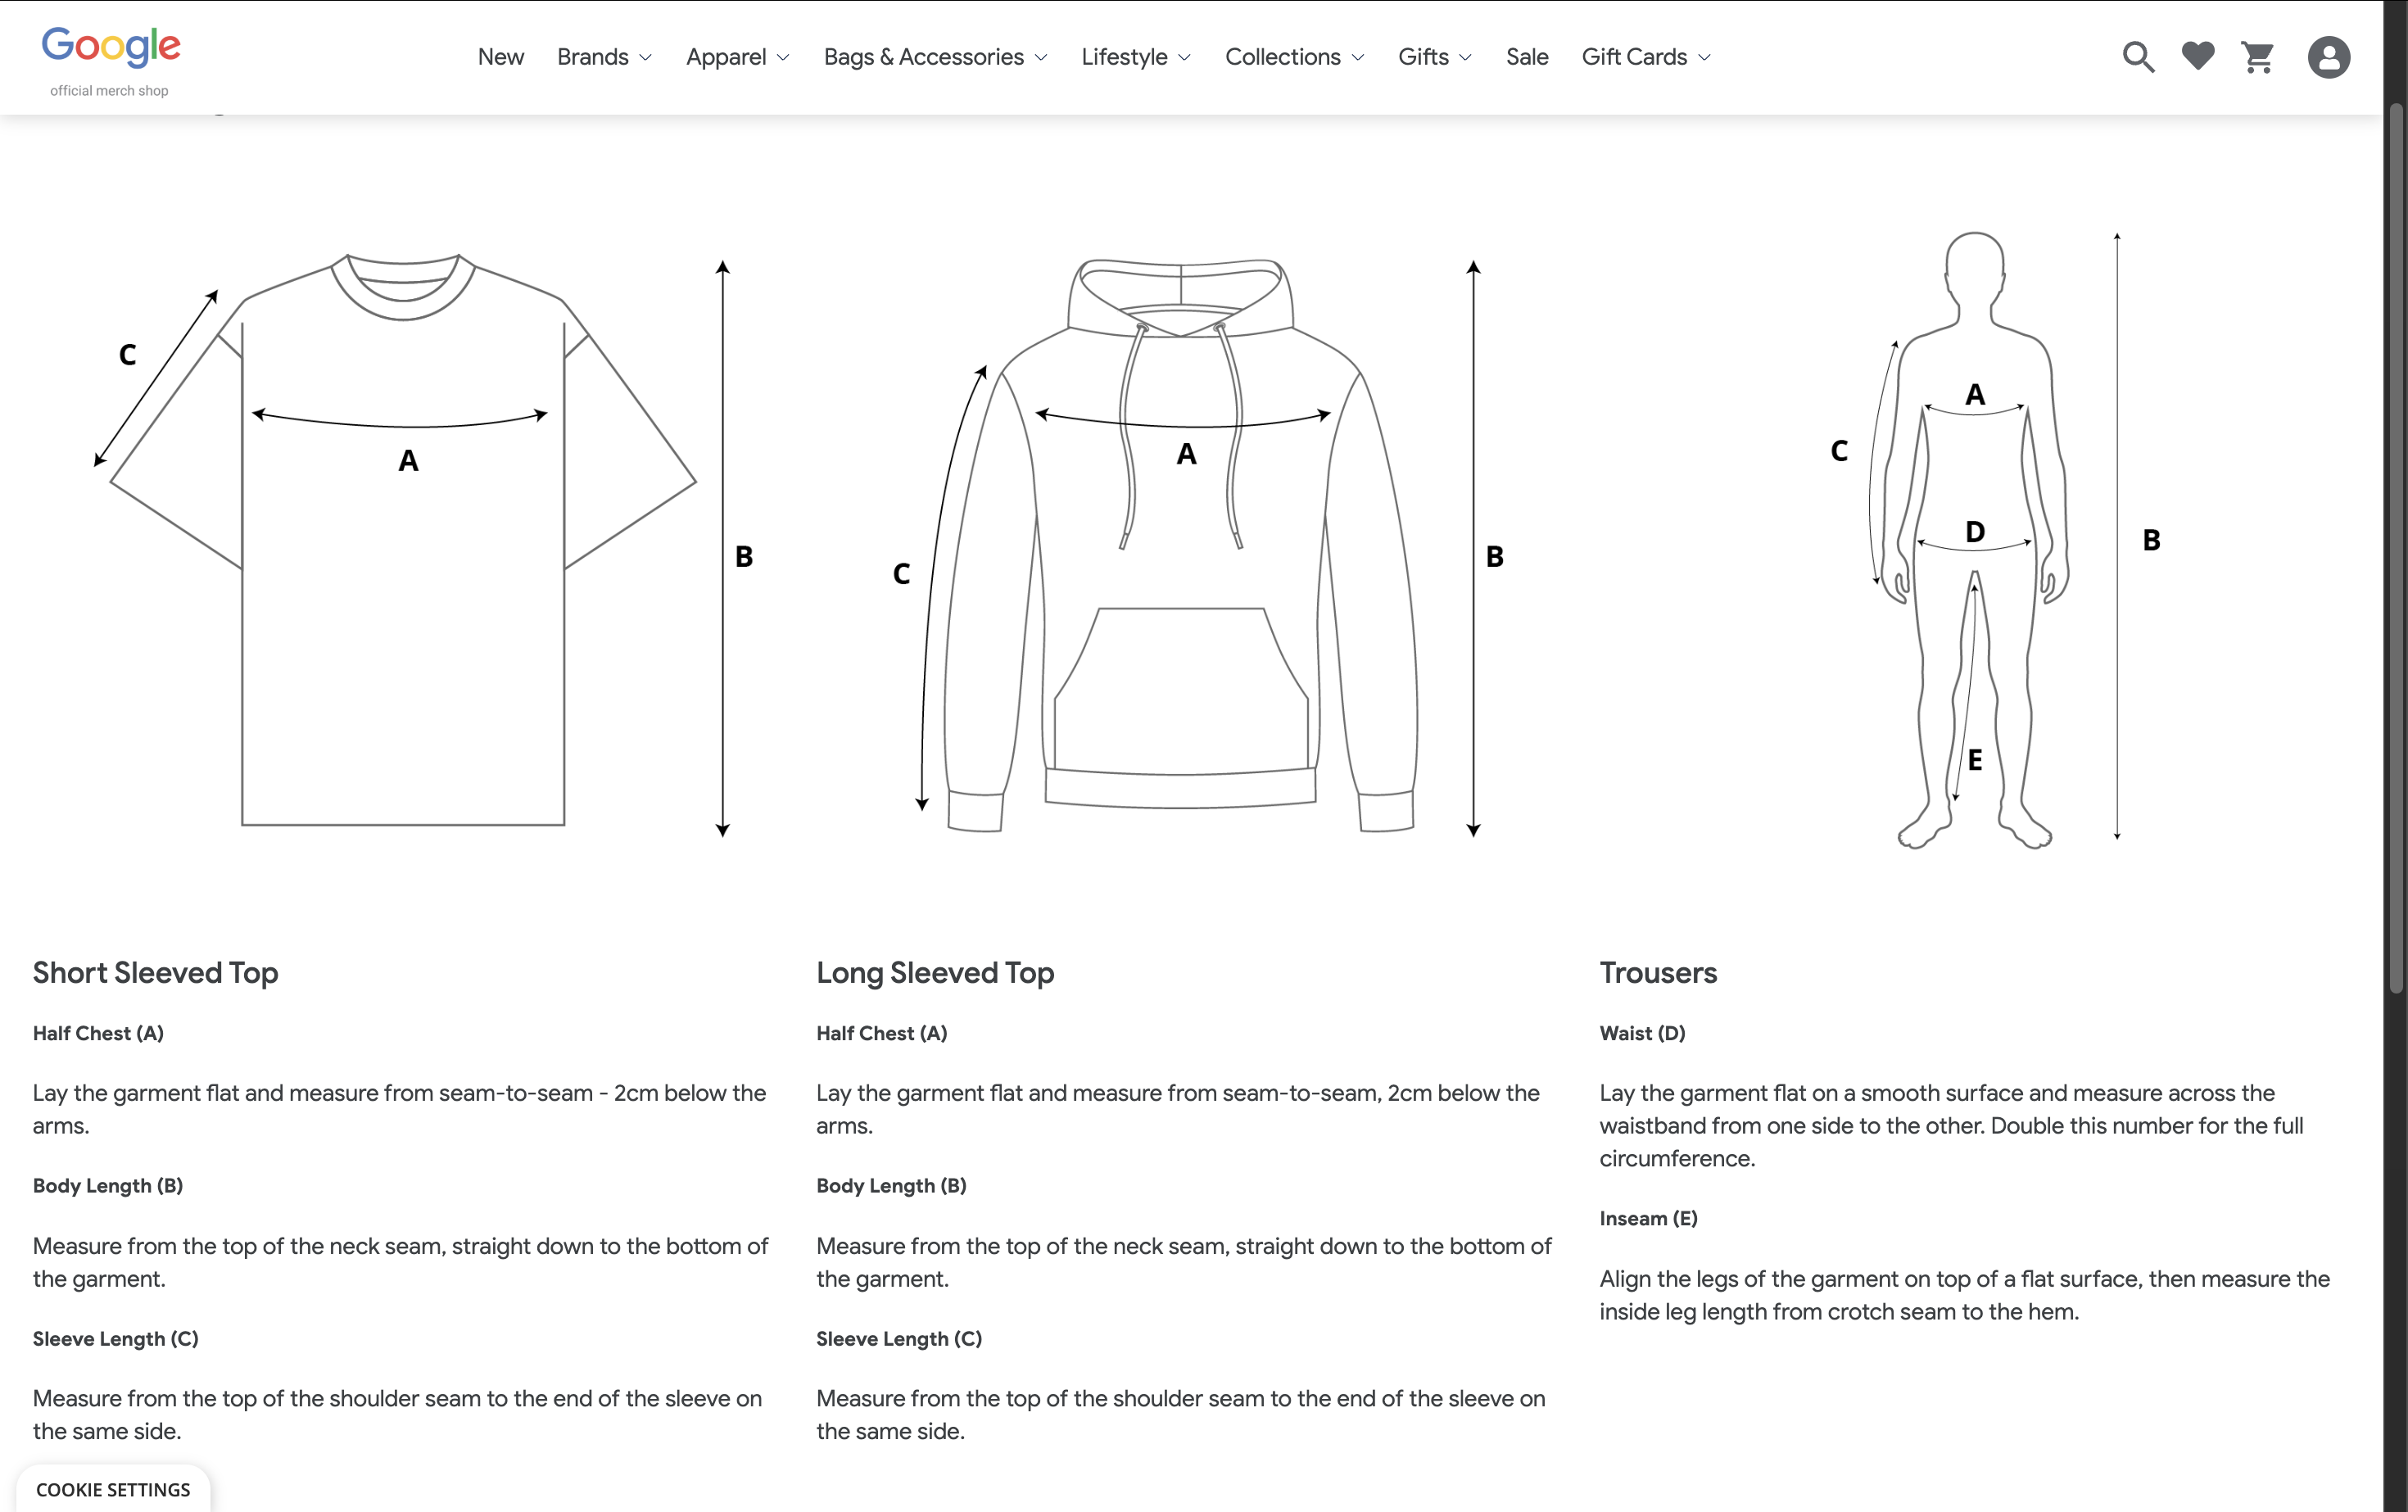 Google
official merch shop
New Brands Apparel Bags & Accessories Lifestyle Collections Gifts Sale Gift Cards
C
A
B
C
A
B
C
A
D
B
E
Short Sleeved Top
Half Chest (A)
Lay the garment flat and measure from seam-to-seam - 2cm below the
arms.
Body Length (B)
Measure from the top of the neck seam, straight down to the bottom of
the garment.
Sleeve Length (C)
Measure from the top of the shoulder seam to the end of the sleeve on
the same side.
Long Sleeved Top
Half Chest (A)
Lay the garment flat and measure from seam-to-seam, 2cm below the
arms.
Body Length (B)
Measure from the top of the neck seam, straight down to the bottom of
the garment.
Sleeve Length (C)
Measure from the top of the shoulder seam to the end of the sleeve on
the same side.
Trousers
Waist (D)
Lay the garment flat on a smooth surface and measure across the
waistband from one side to the other. Double this number for the full
circumference.
Inseam (E)
Align the legs of the garment on top of a flat surface, then measure the
inside leg length from crotch seam to the hem.
COOKIE SETTINGS